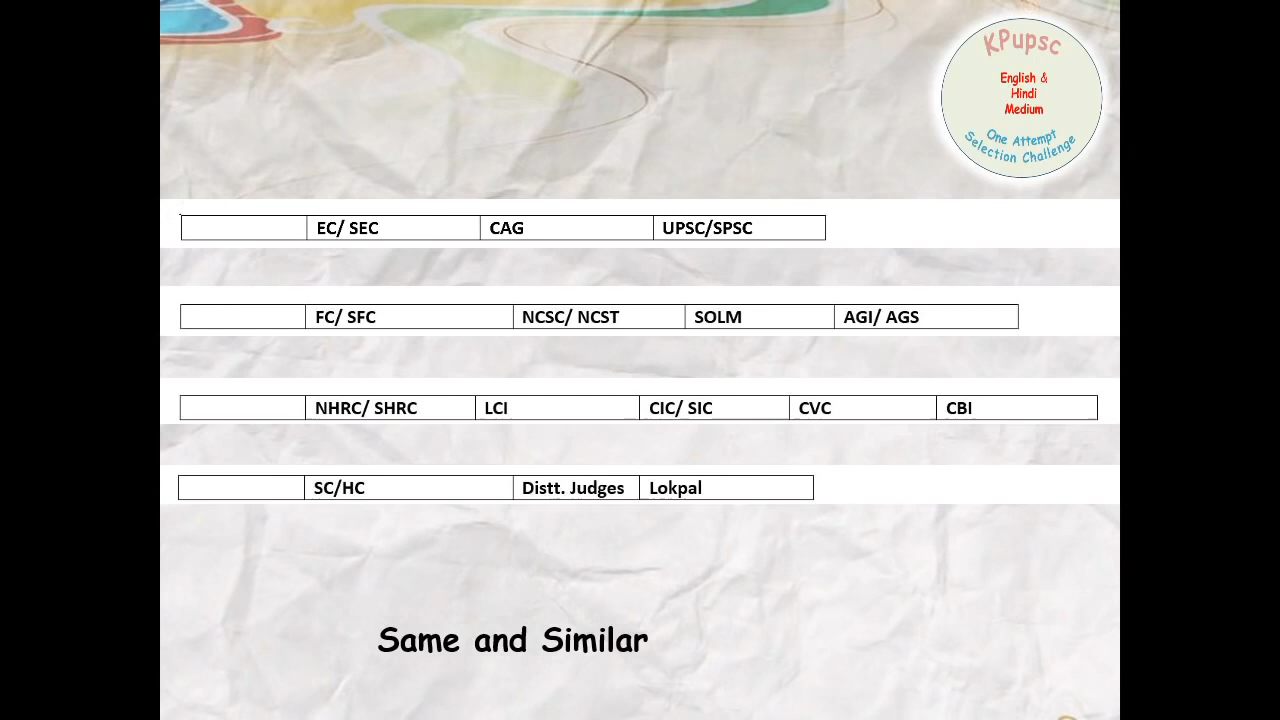 KPupsc
English &
Hindi
Medium
One Attempt
Selection Challenge
EC/ SEC CAG UPSC/SPSC
FC/ SFC NCSC/ NCST SOLM AGI/ AGS
NHRC/ SHRC LCI CIC/ SIC CVC CBI
SC/HC Distt. Judges Lokpal
Same and Similar